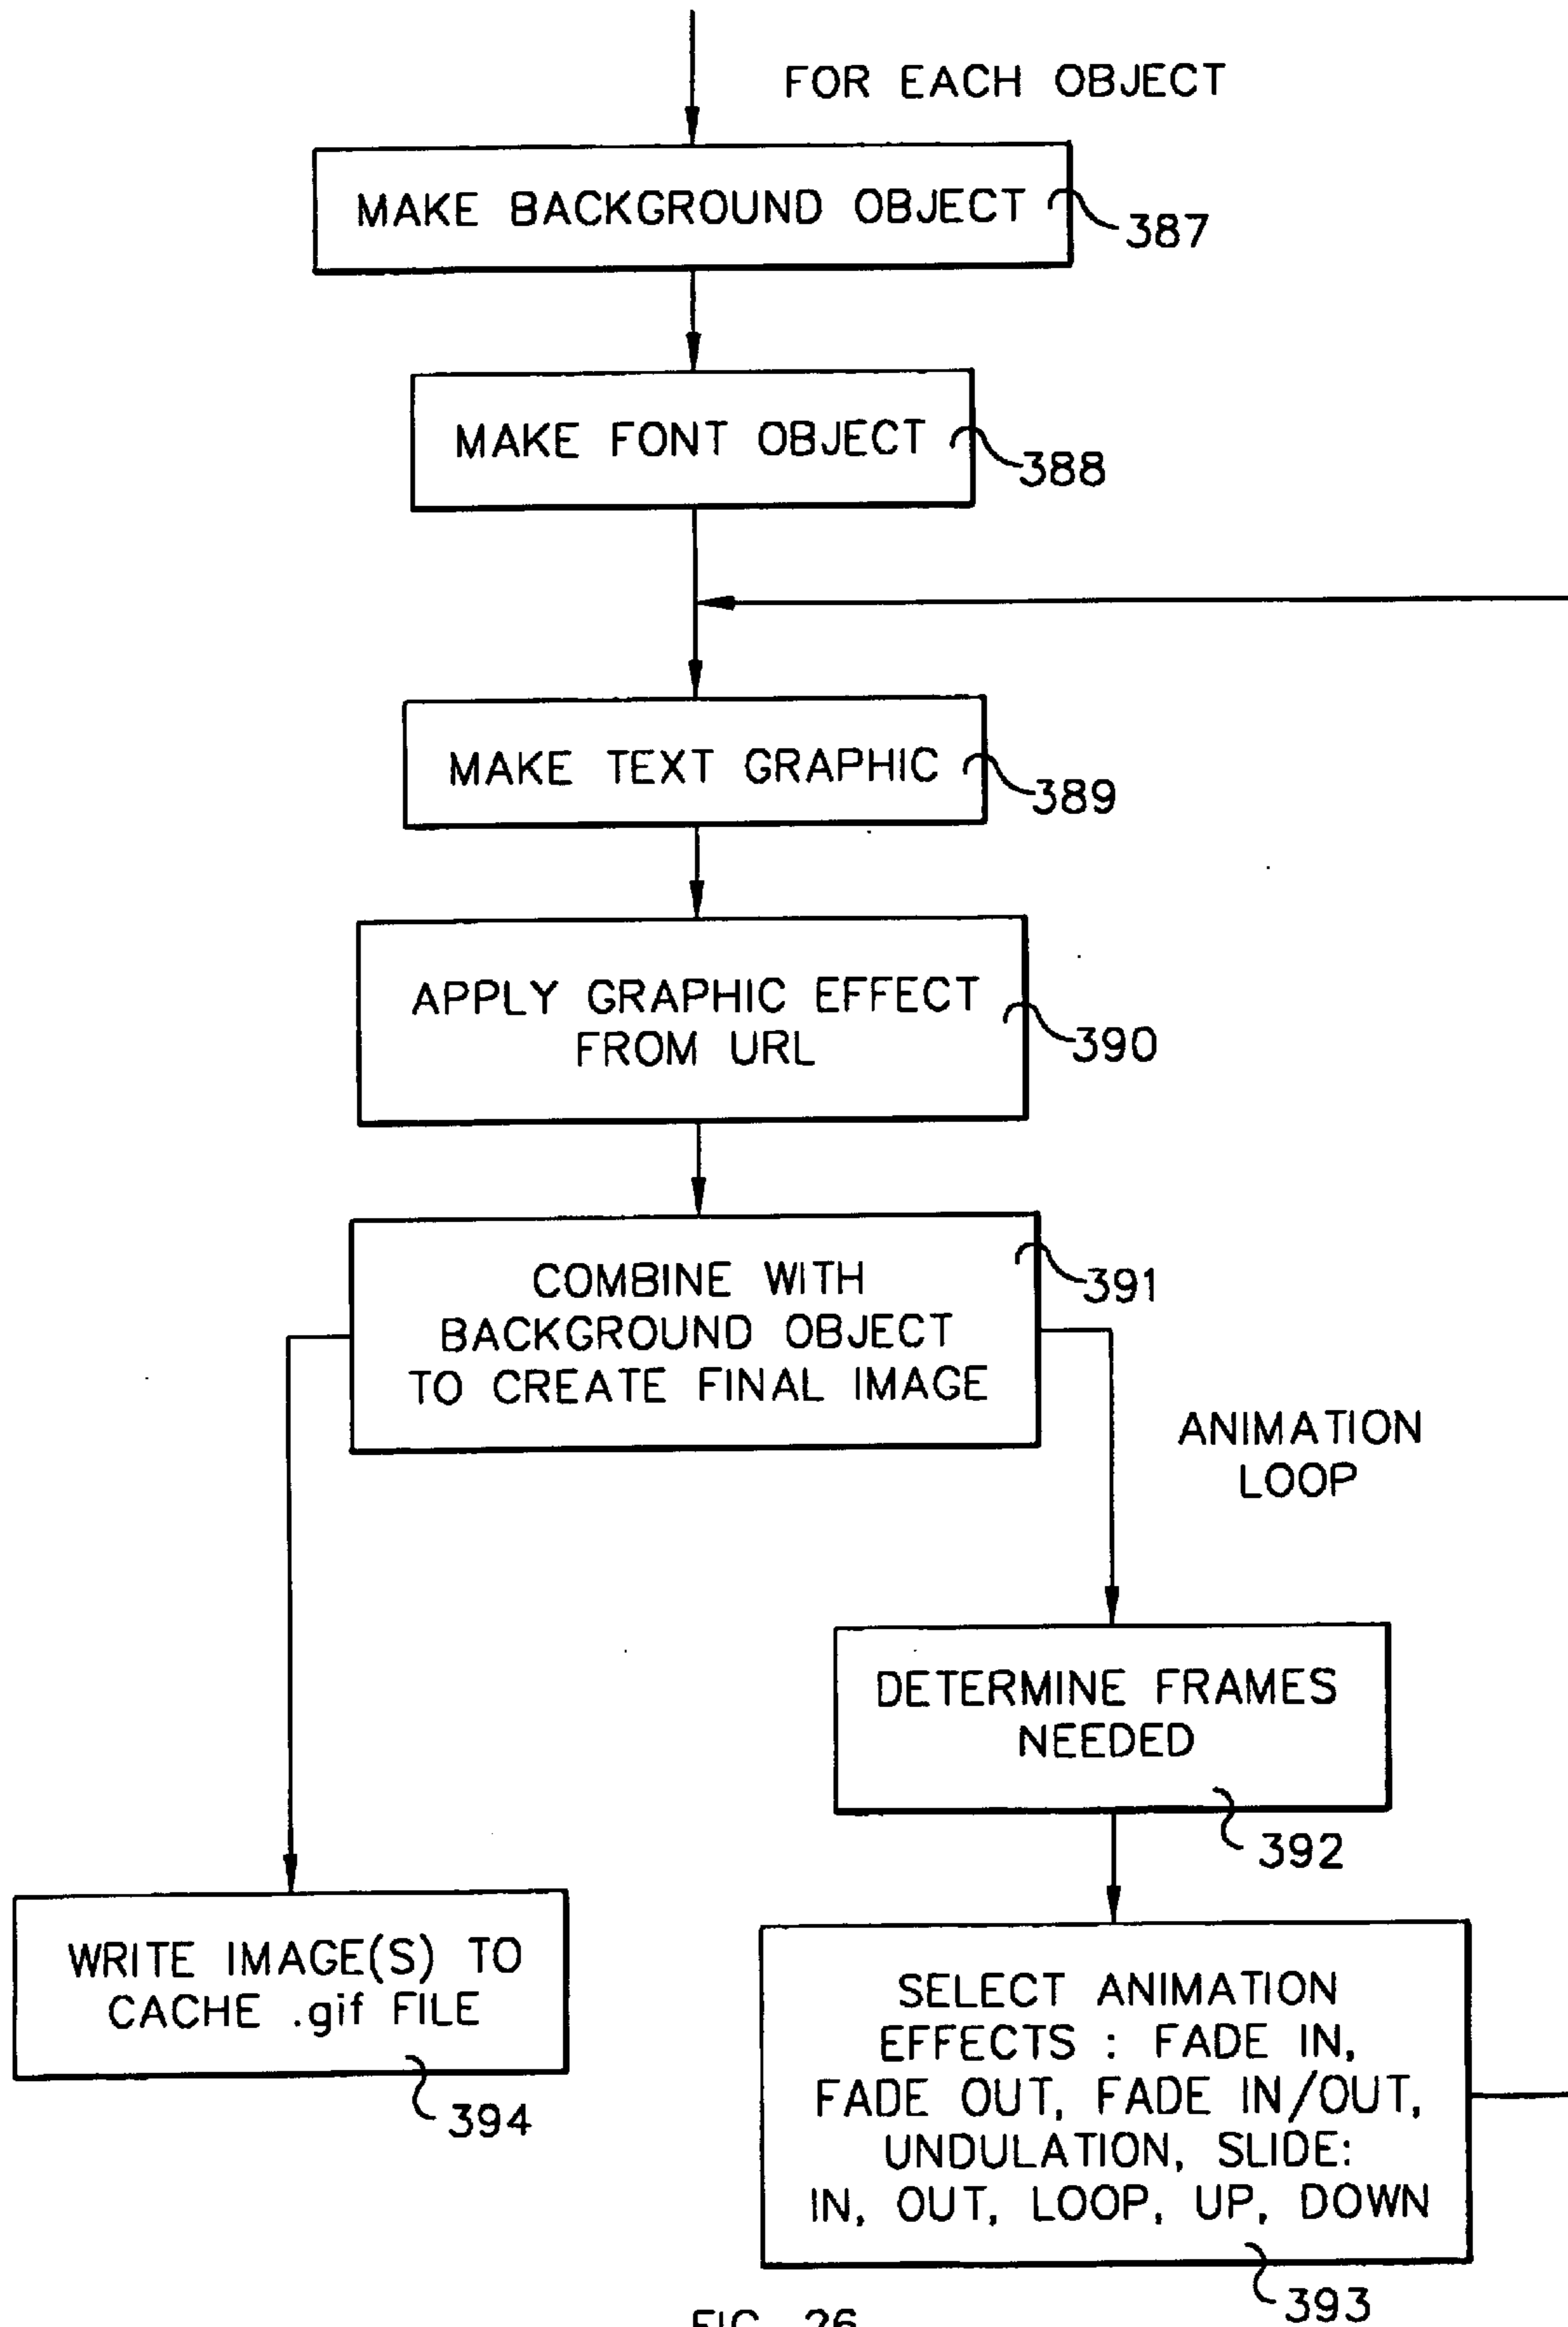 FOR EACH OBJECT
MAKE BACKGROUND OBJECT
387
MAKE FONT OBJECT
388
MAKE TEXT GRAPHIC
389
APPLY GRAPHIC EFFECT
FROM URL
390
COMBINE WITH
BACKGROUND OBJECT
TO CREATE FINAL IMAGE
391
ANIMATION
LOOP
DETERMINE FRAMES
NEEDED
392
WRITE IMAGE(S) TO
CACHE .gif FILE
394
SELECT ANIMATION
EFFECTS : FADE IN,
FADE OUT, FADE IN/OUT,
UNDULATION, SLIDE:
IN, OUT, LOOP, UP, DOWN
393
FIG. 26